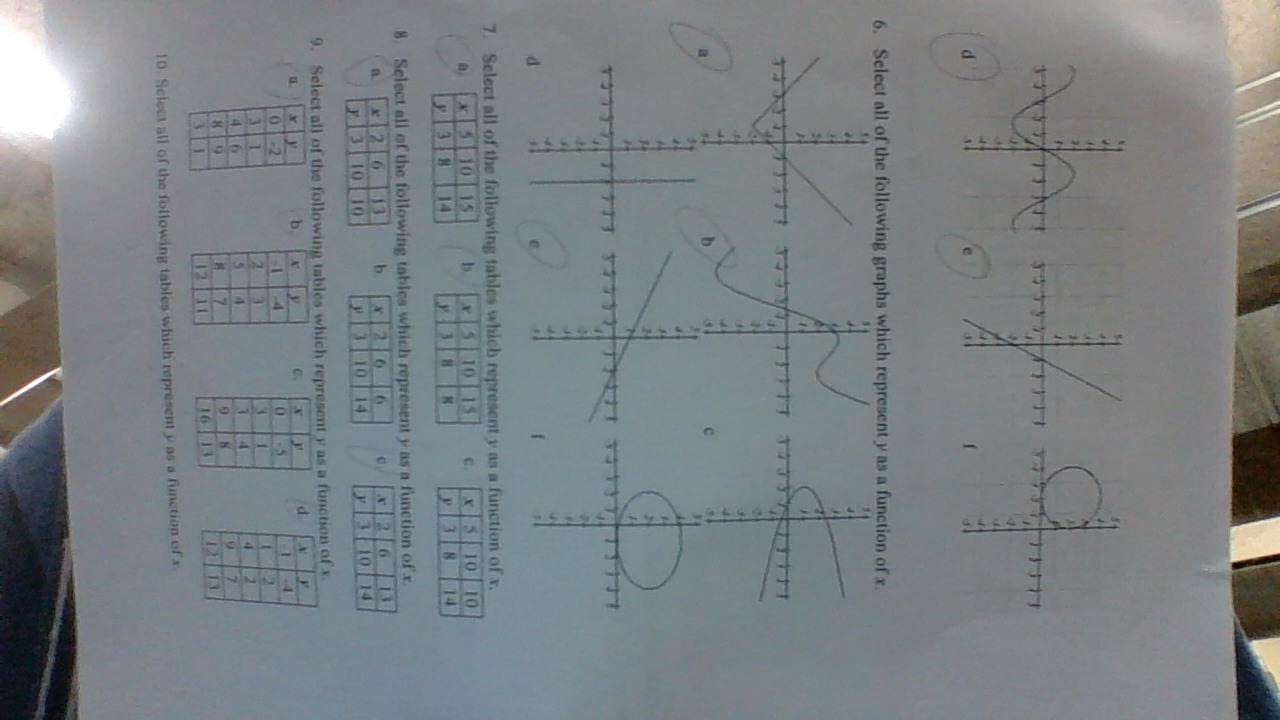 d e f
6. Select all of the following graphs which represent y as a function of x.
a b c
d e f
7. Select all of the following tables which represent y as a function of x.
a. x 5 10 15 b. x 5 10 15 c. x 5 10 10
y 3 8 14 y 3 8 8 y 3 8 14
8. Select all of the following tables which represent y as a function of x.
a. x 2 6 13 b. x 2 6 6 c. x 2 6 13
y 3 10 10 y 3 10 14 y 3 10 14
9. Select all of the following tables which represent y as a function of x.
a. x y b. x y c. x y d. x y
0 -2 -1 -4 0 -5 -1 -4
3 1 2 3 3 1 1 2
4 6 5 4 3 4 4 2
8 9 8 7 9 8 9 7
3 1 12 11 16 13 12 13
10. Select all of the following tables which represent y as a function of x.